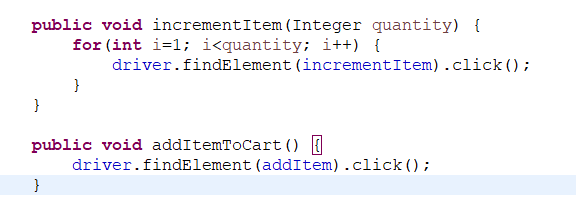 public void incrementItem(Integer quantity) {
for(int i=1; i<quantity; i++) {
driver.findElement(incrementItem).click();
}
}
public void addItemToCart() {
driver.findElement(addItem).click();
}